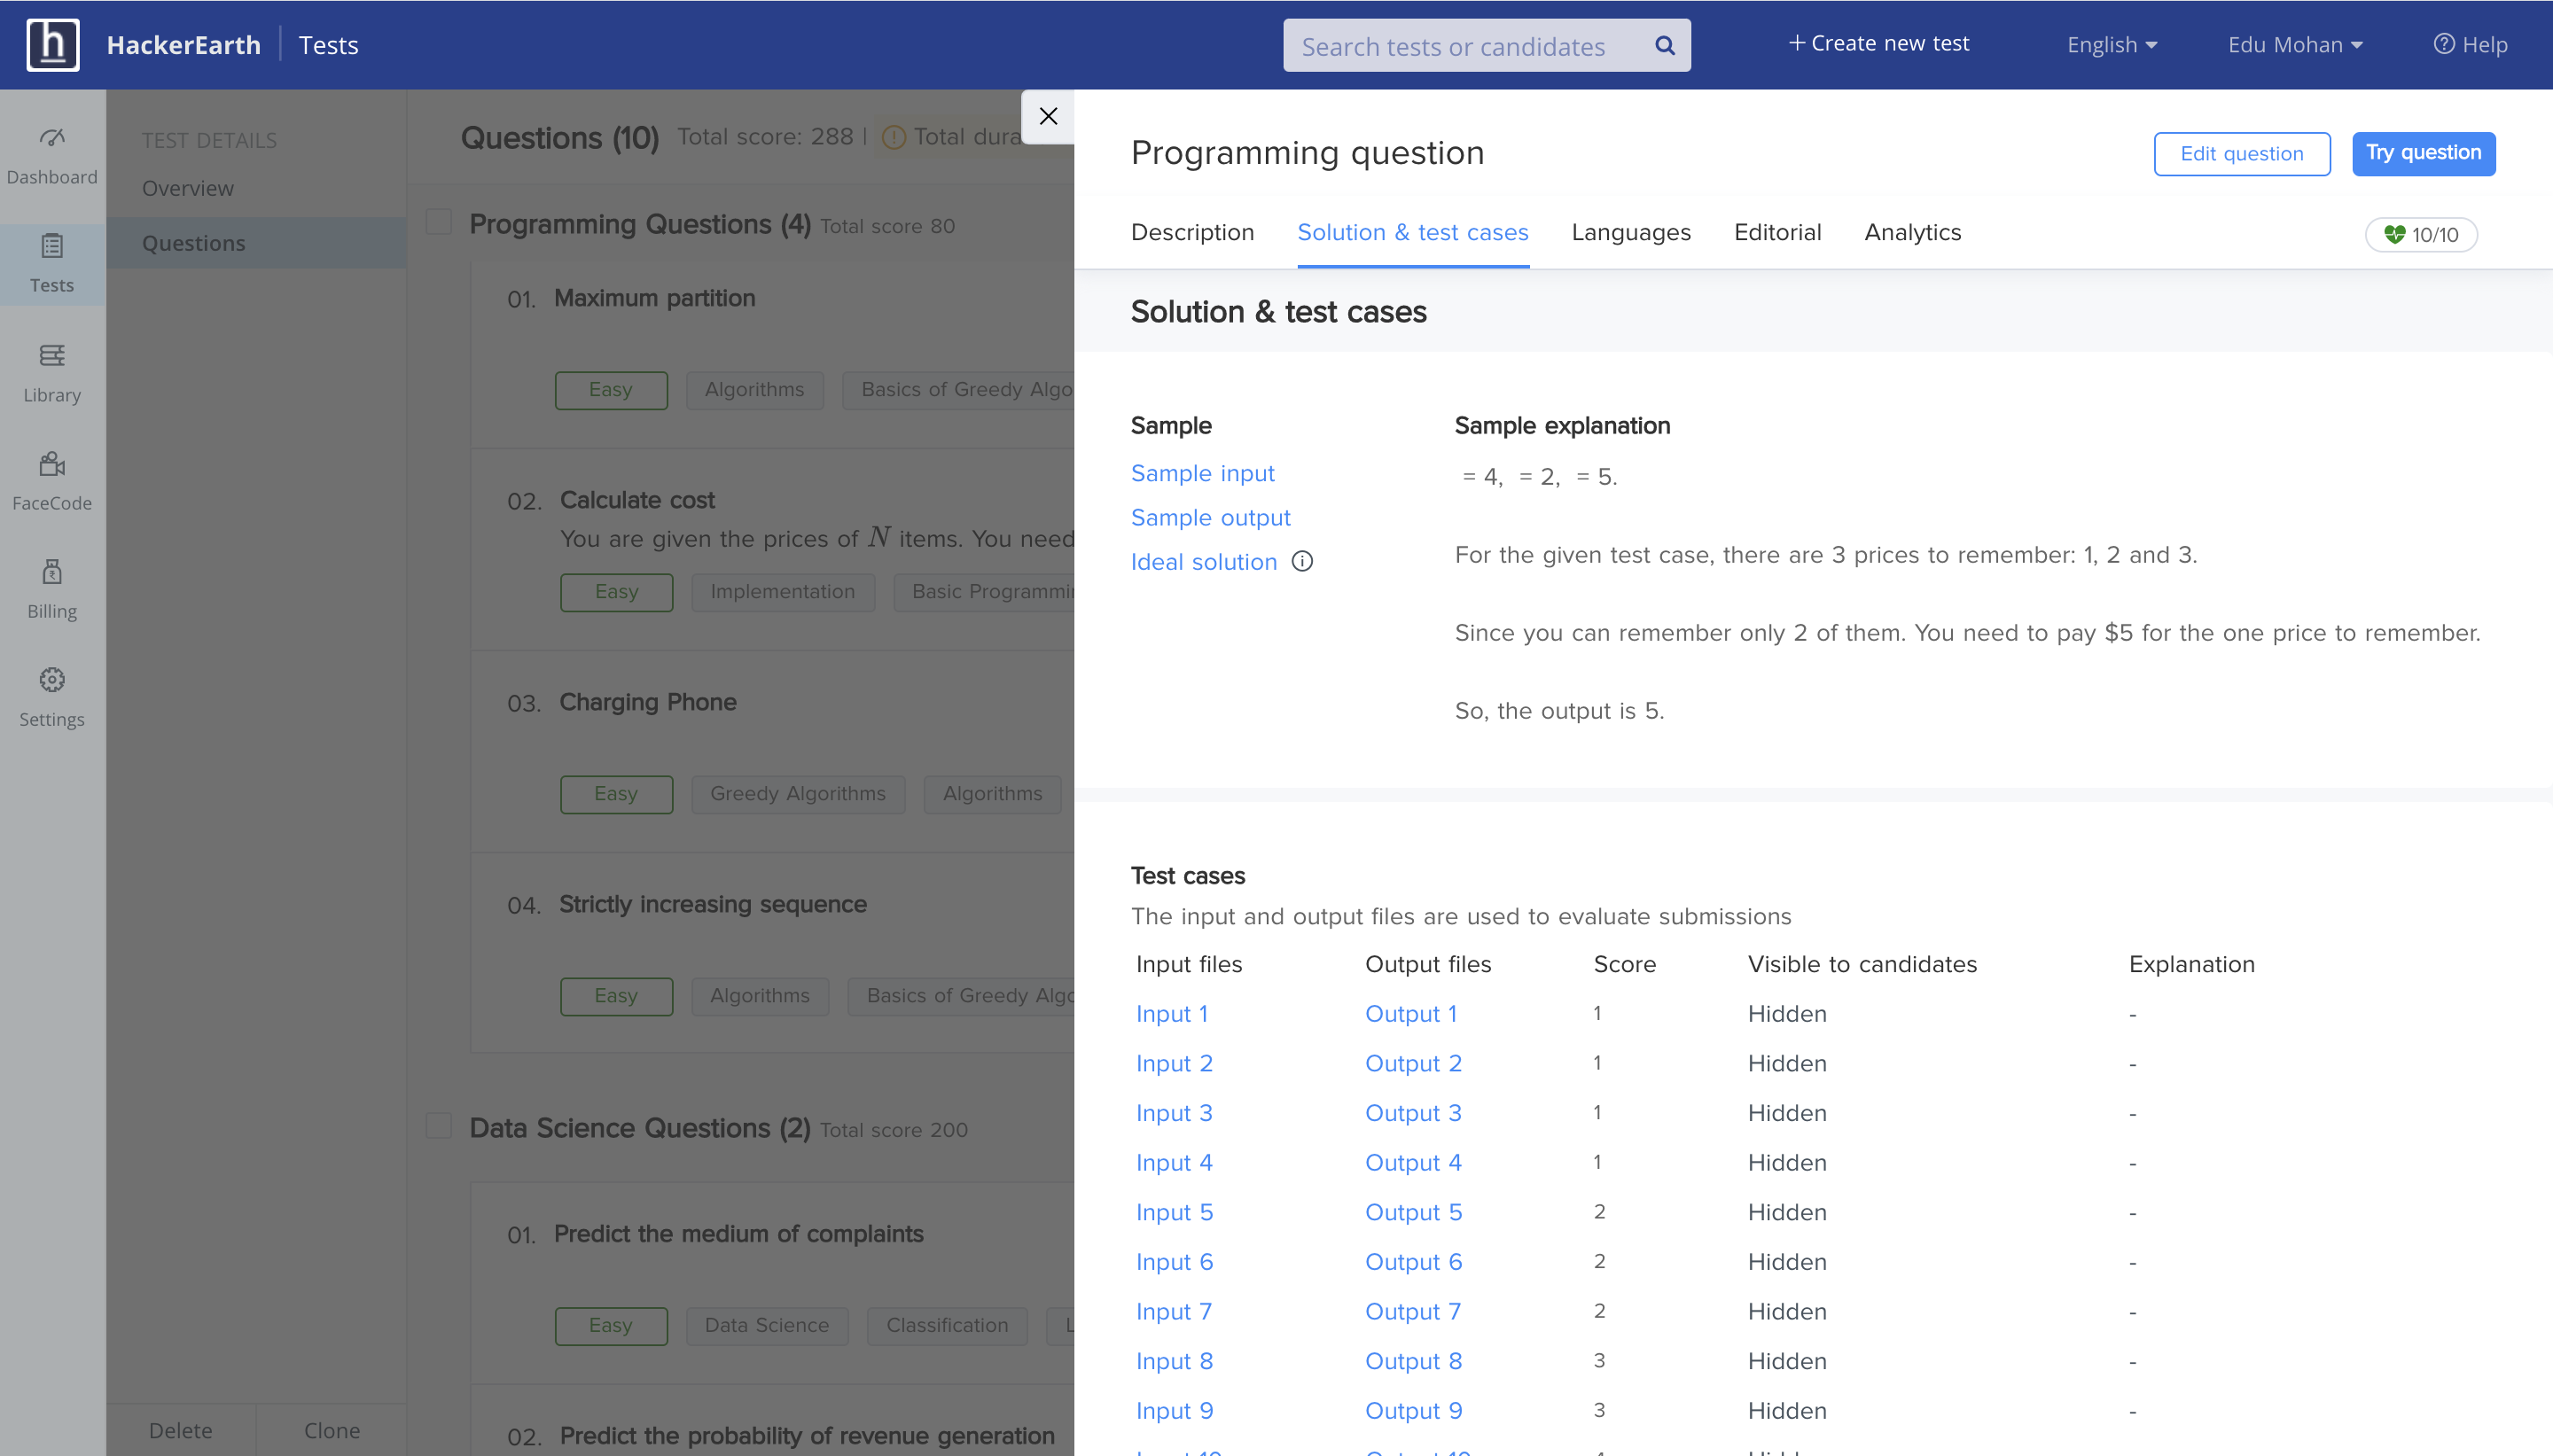 h HackerEarth | Tests
Search tests or candidates
+ Create new test
English
Edu Mohan
Help
Dashboard
Tests
Library
FaceCode
Billing
Settings
TEST DETAILS
Overview
Questions
Delete
Clone
Questions (10) Total score: 288 | Total dura
Programming Questions (4) Total score 80
01. Maximum partition
Easy Algorithms Basics of Greedy Algo
02. Calculate cost
You are given the prices of N items. You need
Easy Implementation Basic Programmi
03. Charging Phone
Easy Greedy Algorithms Algorithms
04. Strictly increasing sequence
Easy Algorithms Basics of Greedy Algo
Data Science Questions (2) Total score 200
01. Predict the medium of complaints
Easy Data Science Classification L
02. Predict the probability of revenue generation
Programming question
Edit question
Try question
Description Solution & test cases Languages Editorial Analytics
10/10
Solution & test cases
Sample
Sample input
Sample output
Ideal solution
Sample explanation
= 4, = 2, = 5.
For the given test case, there are 3 prices to remember: 1, 2 and 3.
Since you can remember only 2 of them. You need to pay $5 for the one price to remember.
So, the output is 5.
Test cases
The input and output files are used to evaluate submissions
Input files Output files Score Visible to candidates Explanation
Input 1 Output 1 1 Hidden -
Input 2 Output 2 1 Hidden -
Input 3 Output 3 1 Hidden -
Input 4 Output 4 1 Hidden -
Input 5 Output 5 2 Hidden -
Input 6 Output 6 2 Hidden -
Input 7 Output 7 2 Hidden -
Input 8 Output 8 3 Hidden -
Input 9 Output 9 3 Hidden -